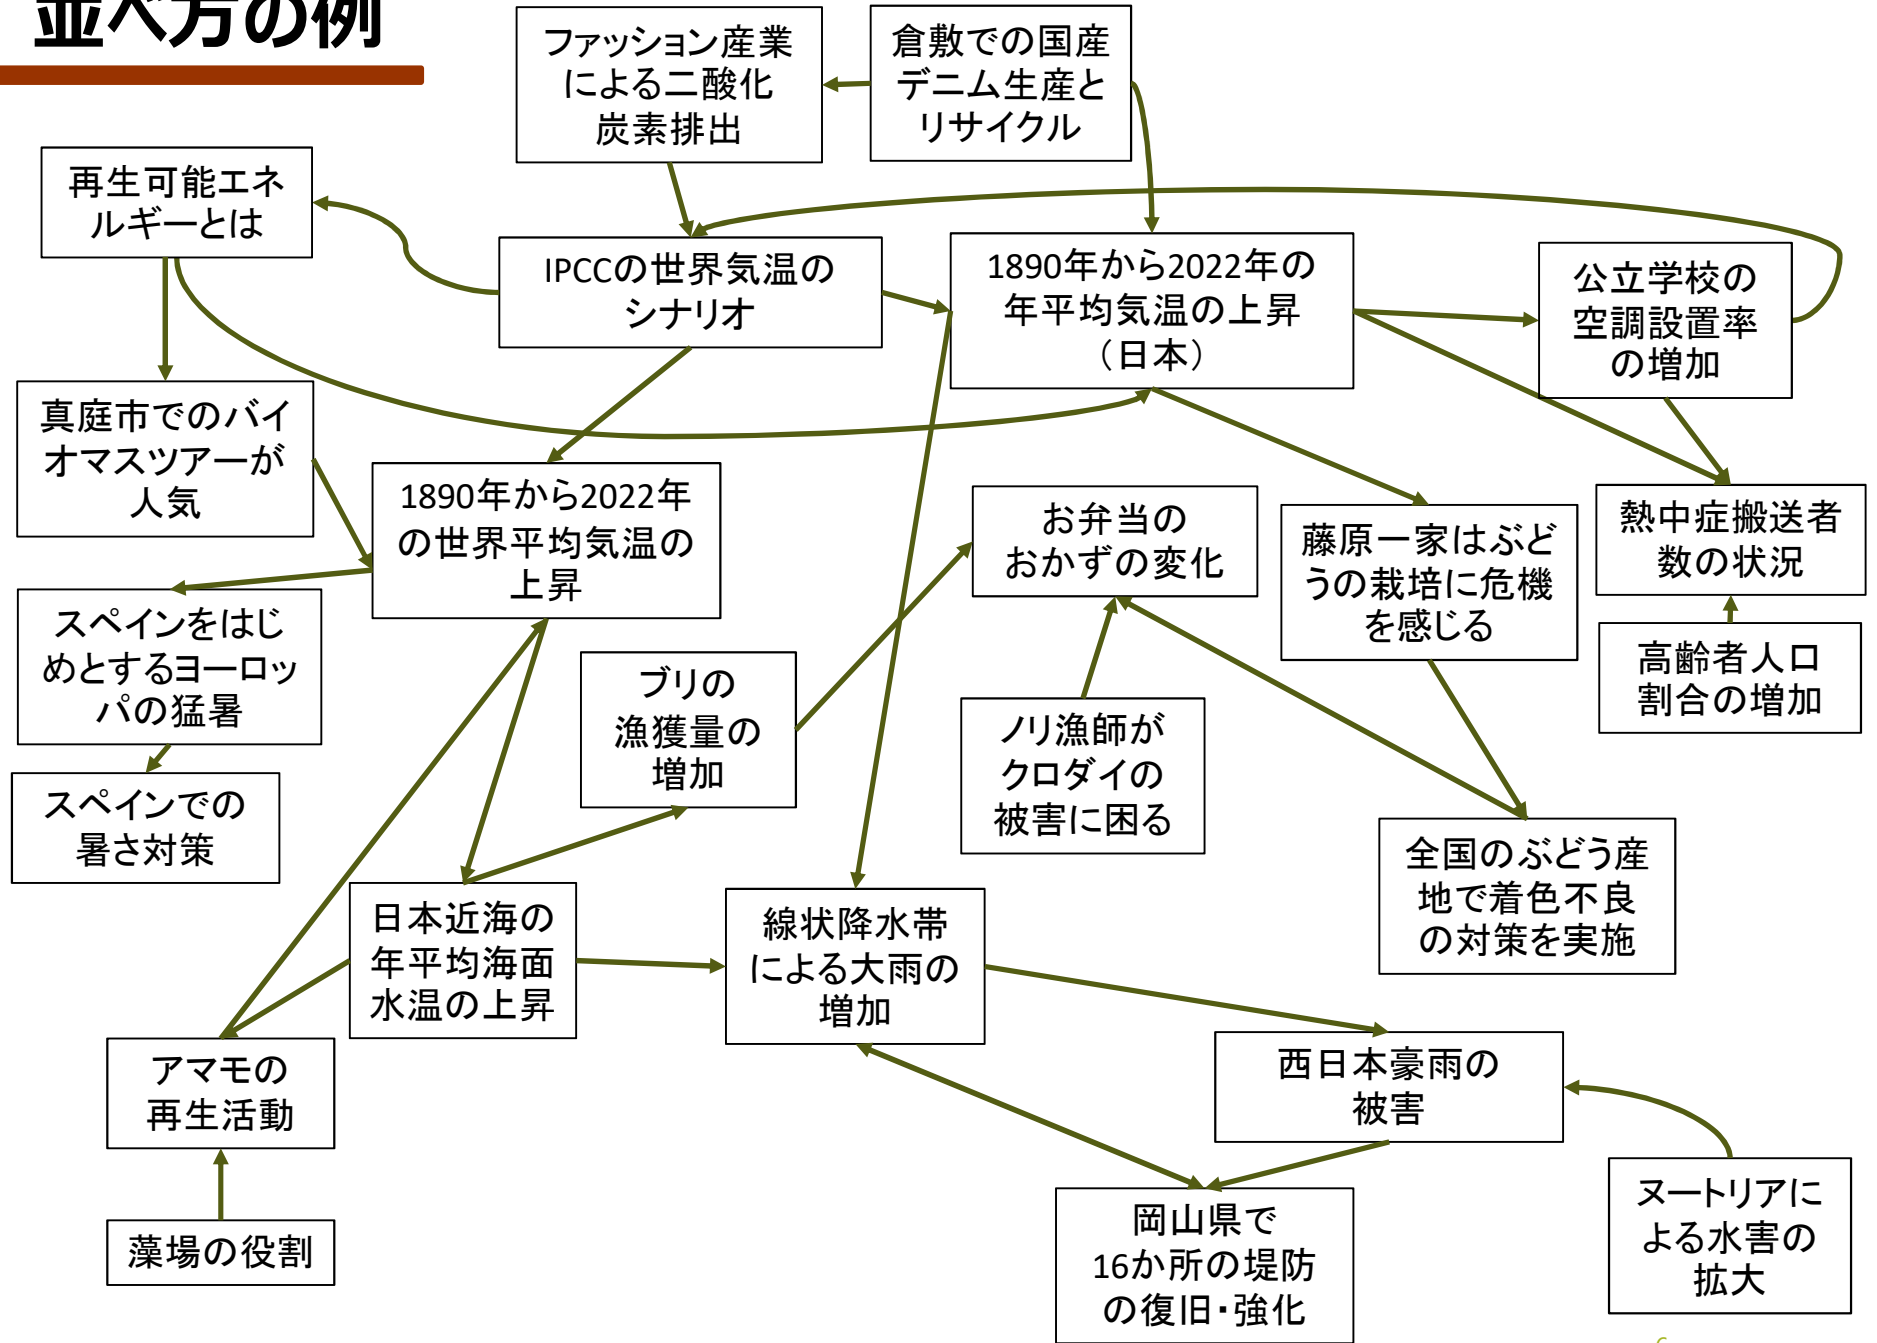 並べ方の例
ファッション産業
による二酸化
炭素排出
倉敷での国産
デニム生産と
リサイクル
再生可能エネ
ルギーとは
IPCCの世界気温の
シナリオ
1890年から2022年の
年平均気温の上昇
（日本）
公立学校の
空調設置率
の増加
真庭市でのバイ
オマスツアーが
人気
1890年から2022年
の世界平均気温の
上昇
お弁当の
おかずの変化
藤原一家はぶど
うの栽培に危機
を感じる
熱中症搬送者
数の状況
スペインをはじ
めとするヨーロッ
パの猛暑
ブリの
漁獲量の
増加
ノリ漁師が
クロダイの
被害に困る
高齢者人口
割合の増加
スペインでの
暑さ対策
全国のぶどう産
地で着色不良
の対策を実施
日本近海の
年平均海面
水温の上昇
線状降水帯
による大雨の
増加
アマモの
再生活動
西日本豪雨の
被害
藻場の役割
岡山県で
16か所の堤防
の復旧・強化
ヌートリアに
よる水害の
拡大